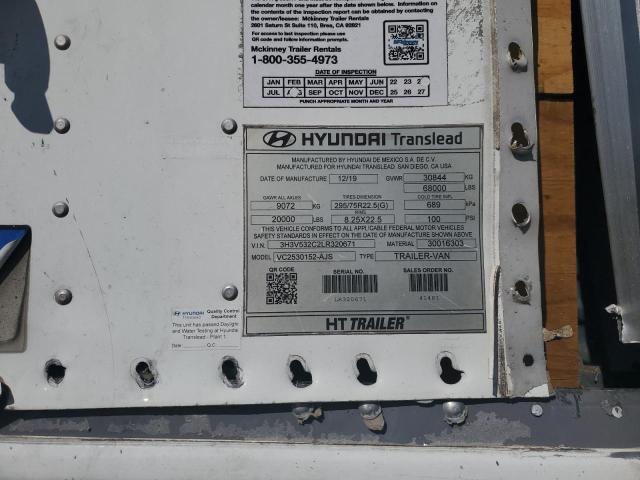 calendar month one year after the date shown below. Information on the
contents of the inspection report can be obtained by contacting the
owner/leasee: Mckinney Trailer Rentals
2601 Saturn St Suite 110, Brea, CA 92821
For access to last inspection please use
QR code and follow information prompts.
Mckinney Trailer Rentals
1-800-355-4973
DATE OF INSPECTION
JAN FEB MAR APR MAY JUN 22 23
JUL SEP OCT NOV DEC 25 26 27
PUNCH APPROPRIATE MONTH AND YEAR
HYUNDAI Translead
MANUFACTURED BY HYUNDAI DE MEXICO S.A. DE C.V.
MANUFACTURED FOR HYUNDAI TRANSLEAD. SAN DIEGO, CA USA
DATE OF MANUFACTURE 12/19 GVWR 30844 KG
68000 LBS
GAWR ALL AXLES TIRES-DIMENSION COLD TIRE INFL.
9072 KG 295/75R22.5(G) 689 kPa
20000 LBS RIMS 8.25X22.5 100 PSI
THIS VEHICLE CONFORMS TO ALL APPLICABLE FEDERAL MOTOR VEHICLES
SAFETY STANDARDS IN EFFECT ON THE DATE OF MANUFACTURE SHOWN ABOVE
V.I.N. 3H3V532C2LR320671 MATERIAL 30016303
MODEL VC2530152-AJS TYPE TRAILER-VAN
QR CODE SERIAL NO. SALES ORDER NO.
LR320671 41401
HT TRAILER
HYUNDAI Translead Quality Control Department
This unit has passed Daylight
and Water Testing at Hyundai
Translead - Plant 1
Date: Q.C.